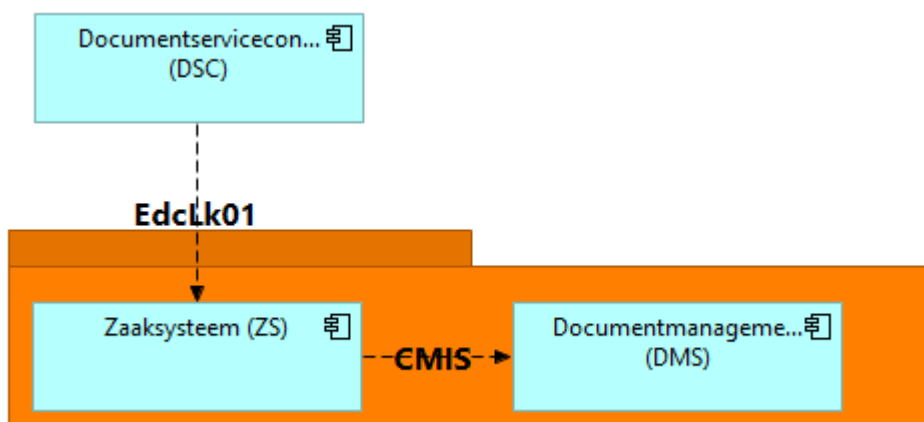 Documentservicecon...
(DSC)
EdcLk01
Zaaksysteem (ZS)
CMIS
Documentmanageme...
(DMS)